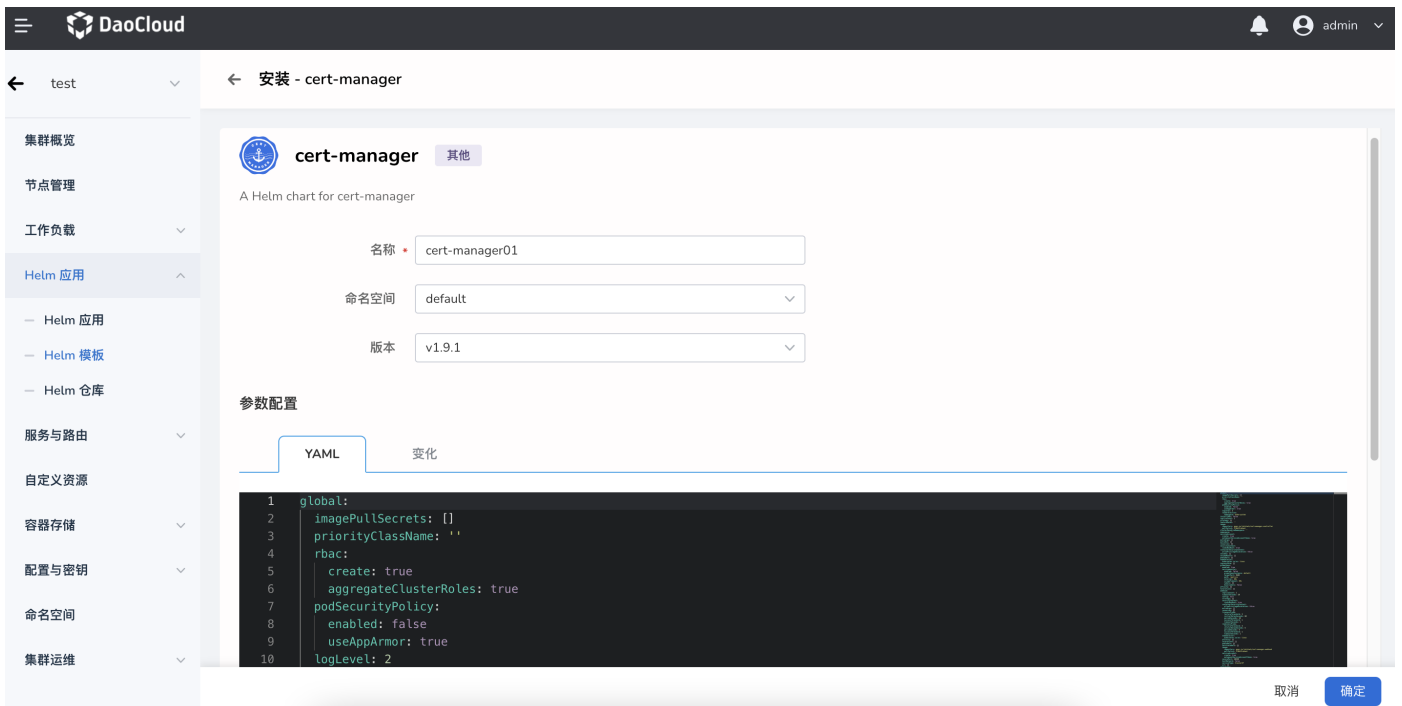 DaoCloud
admin
test
安装 - cert-manager
集群概览
节点管理
工作负载
Helm 应用
Helm 应用
Helm 模板
Helm 仓库
服务与路由
自定义资源
容器存储
配置与密钥
命名空间
集群运维
cert-manager
其他
A Helm chart for cert-manager
名称 • cert-manager01
命名空间 default
版本 v1.9.1
参数配置
YAML 变化
1 global:
2 imagePullSecrets: []
3 priorityClassName: ''
4 rbac:
5 create: true
6 aggregateClusterRoles: true
7 podSecurityPolicy:
8 enabled: false
9 useAppArmor: true
10 logLevel: 2
取消 确定